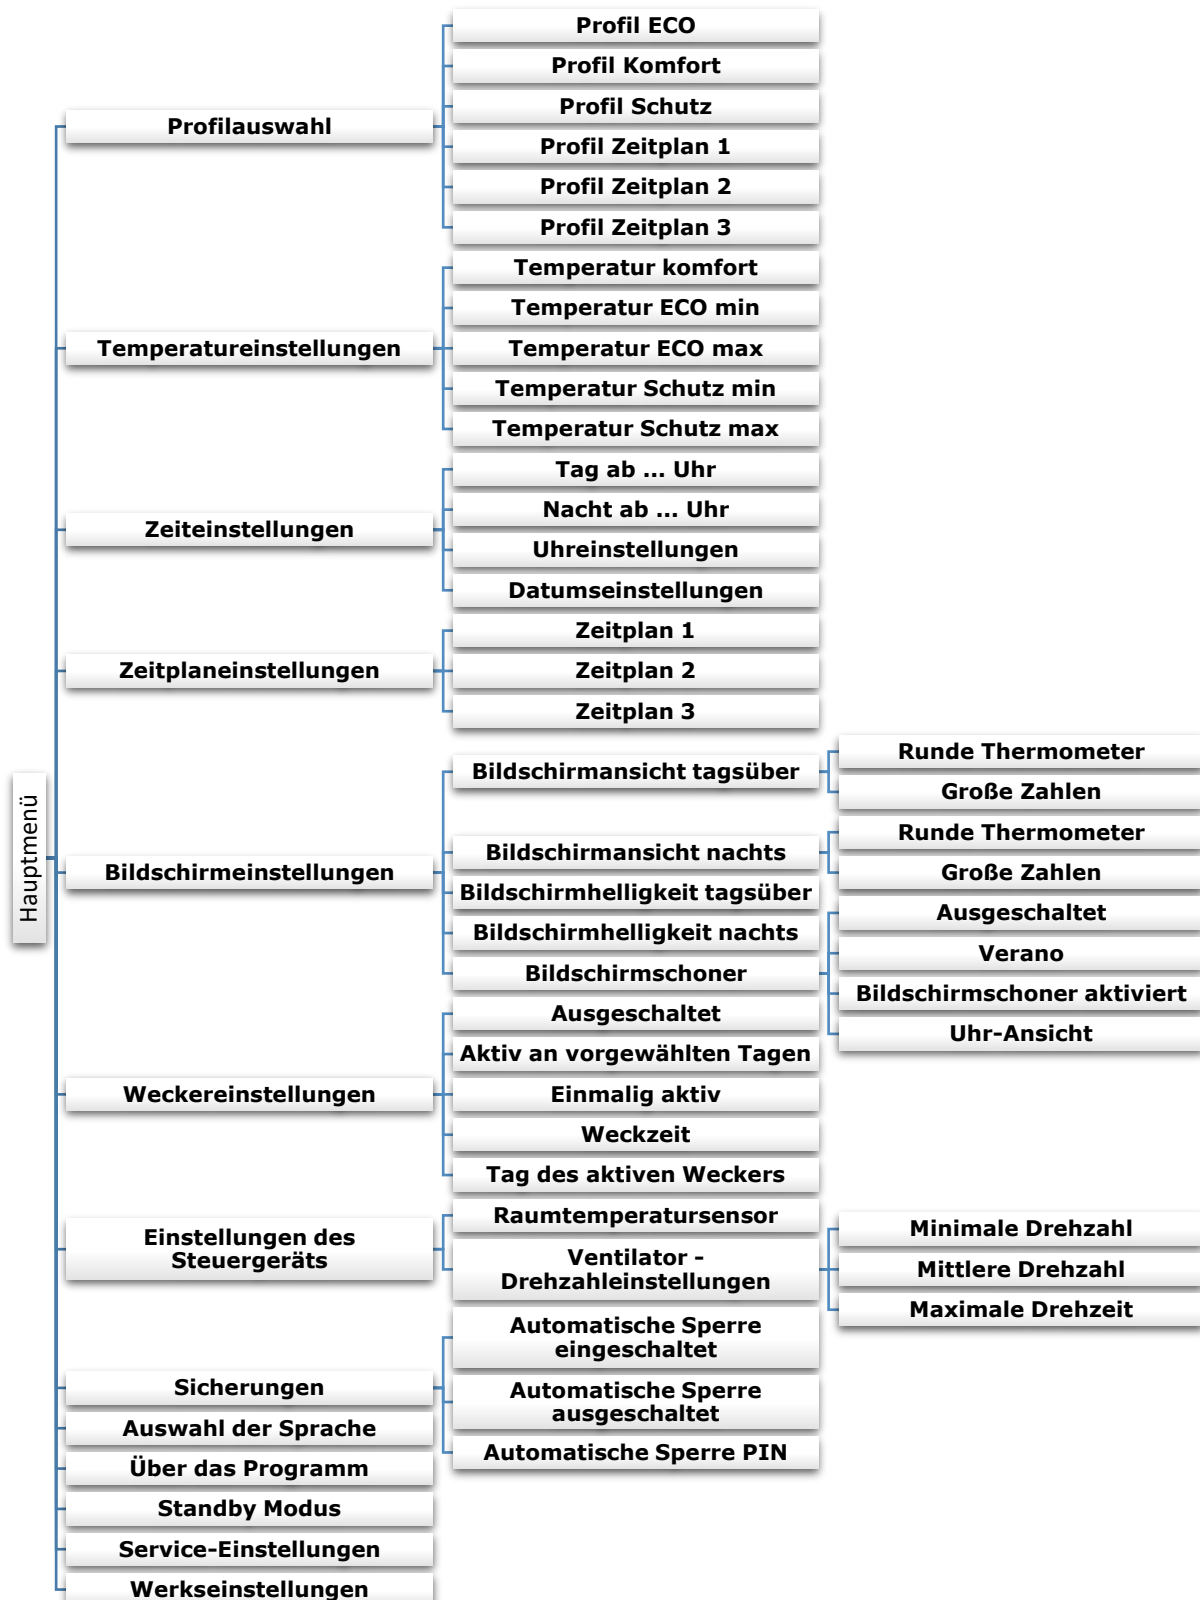 Hauptmenü
Profilauswahl
Profil ECO
Profil Komfort
Profil Schutz
Profil Zeitplan 1
Profil Zeitplan 2
Profil Zeitplan 3
Temperatureinstellungen
Temperatur komfort
Temperatur ECO min
Temperatur ECO max
Temperatur Schutz min
Temperatur Schutz max
Zeiteinstellungen
Tag ab ... Uhr
Nacht ab ... Uhr
Uhreinstellungen
Datumseinstellungen
Zeitplaneinstellungen
Zeitplan 1
Zeitplan 2
Zeitplan 3
Bildschirmeinstellungen
Bildschirmansicht tagsüber
Runde Thermometer
Große Zahlen
Bildschirmansicht nachts
Runde Thermometer
Große Zahlen
Bildschirmhelligkeit tagsüber
Bildschirmhelligkeit nachts
Bildschirmschoner
Ausgeschaltet
Verano
Bildschirmschoner aktiviert
Uhr-Ansicht
Weckereinstellungen
Ausgeschaltet
Aktiv an vorgewählten Tagen
Einmalig aktiv
Weckzeit
Tag des aktiven Weckers
Einstellungen des
Steuergeräts
Raumtemperatursensor
Ventilator -
Drehzahleinstellungen
Minimale Drehzahl
Mittlere Drehzahl
Maximale Drehzeit
Sicherungen
Automatische Sperre
eingeschaltet
Automatische Sperre
ausgeschaltet
Automatische Sperre PIN
Auswahl der Sprache
Über das Programm
Standby Modus
Service-Einstellungen
Werkseinstellungen